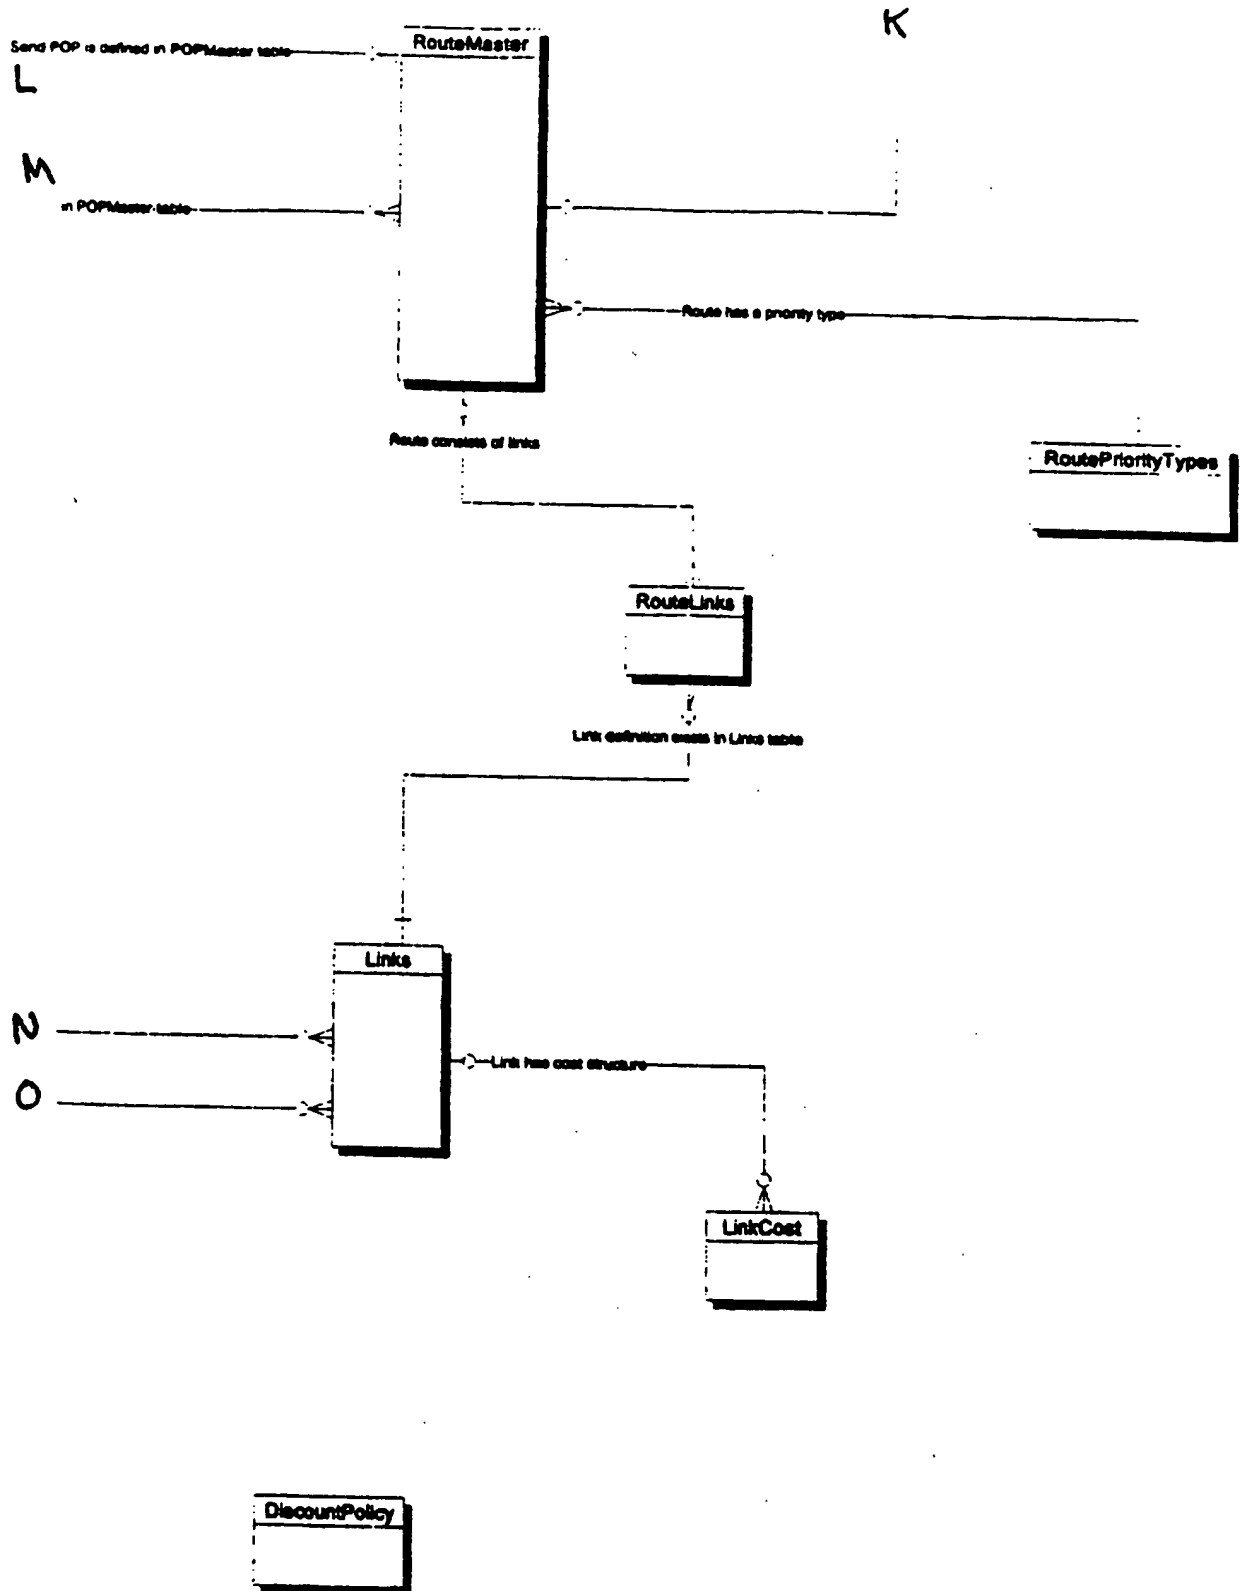 K
RouteMaster
Send POP is defined in POPMaster table
L
M
in POPMaster table
Route has a priority type
Route consists of links
RoutePriorityTypes
RouteLinks
Link definition exists in Links table
Links
N
Link has cost structure
O
LinkCost
DiscountPolicy